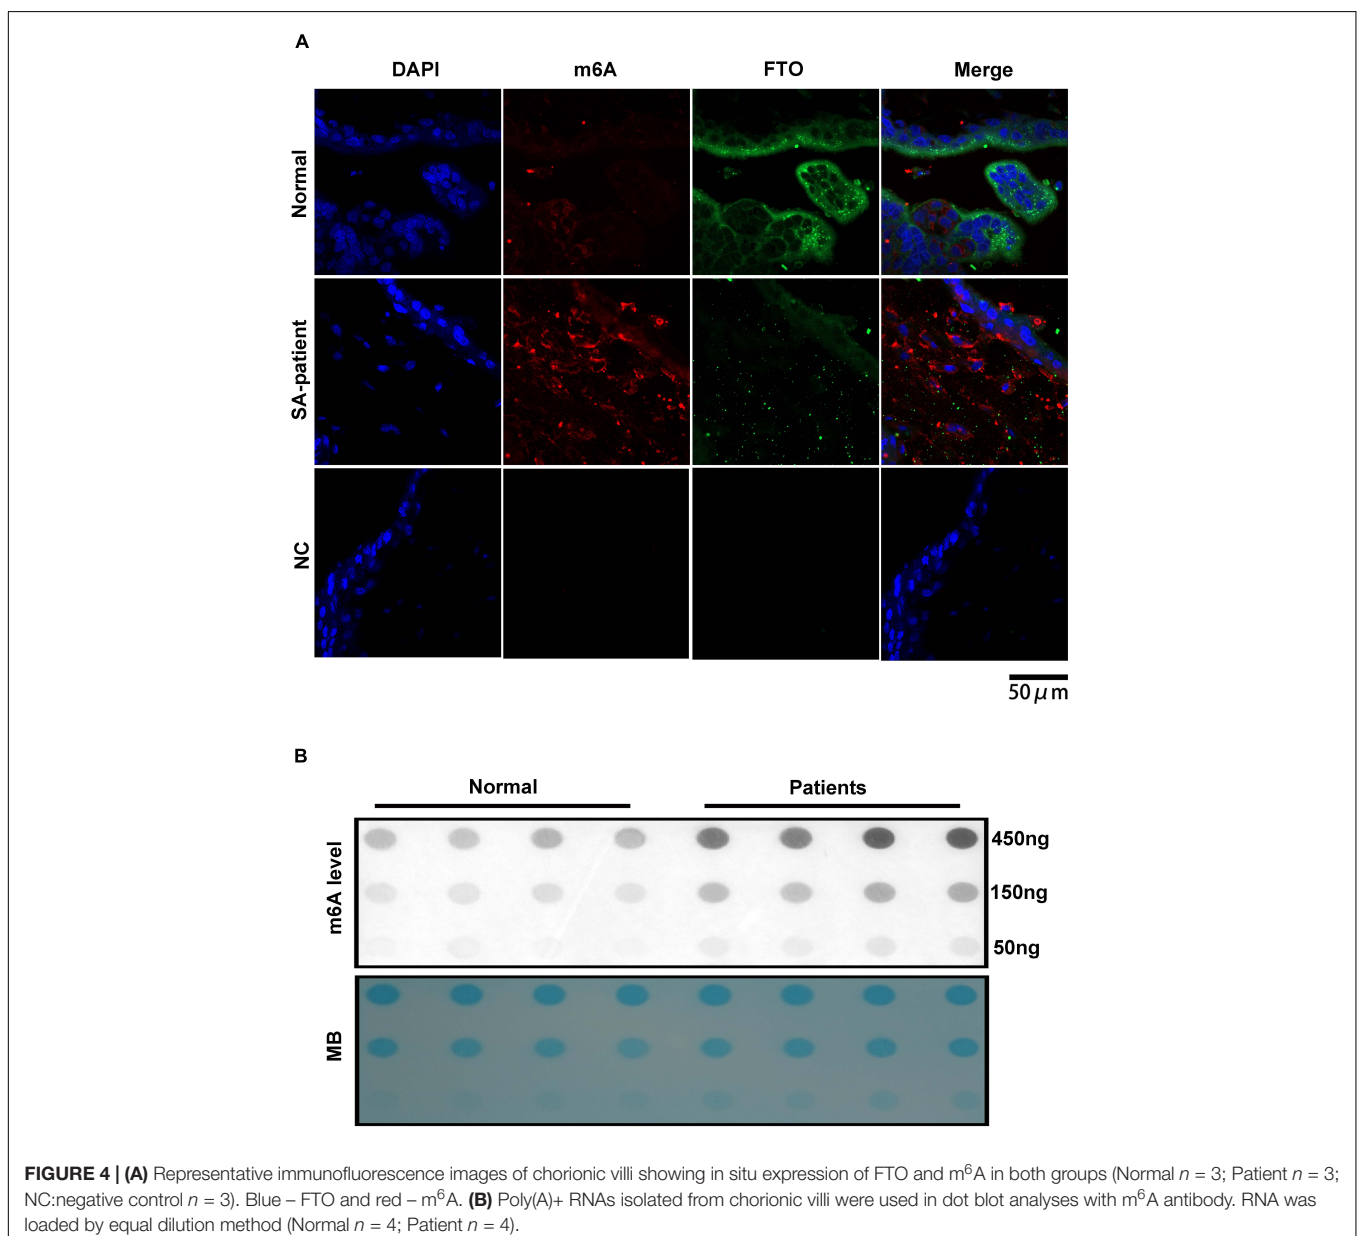 A
DAPI m6A FTO Merge
Normal
SA-patient
NC
50 μm
B
Normal Patients
m6A level
450ng
150ng
50ng
MB
FIGURE 4 | (A) Representative immunofluorescence images of chorionic villi showing in situ expression of FTO and m6A in both groups (Normal n = 3; Patient n = 3;
NC:negative control n = 3). Blue – FTO and red – m6A. (B) Poly(A)+ RNAs isolated from chorionic villi were used in dot blot analyses with m6A antibody. RNA was
loaded by equal dilution method (Normal n = 4; Patient n = 4).